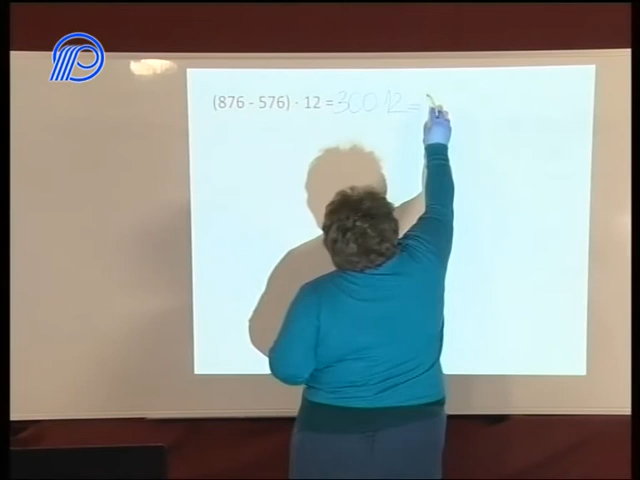 (876 - 576) · 12 = 300·12 =